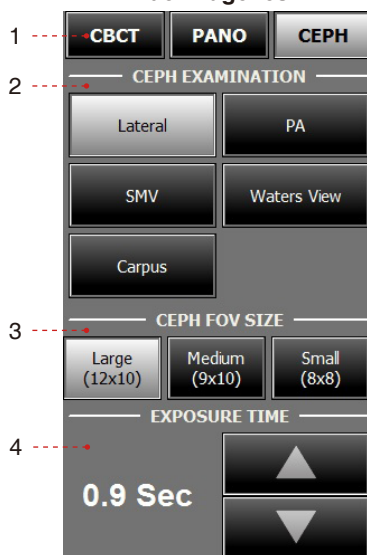 1 CBCT PANO CEPH
2 CEPH EXAMINATION
Lateral PA
SMV Waters View
Carpus
3 CEPH FOV SIZE
Large Medium Small
(12x10) (9x10) (8x8)
EXPOSURE TIME
4
0.9 Sec